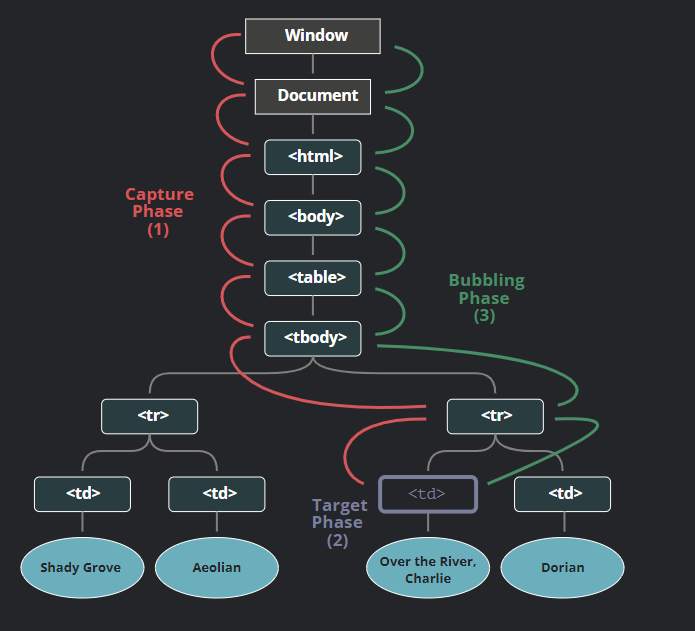 Window
Document
<html>
<body>
<table>
<tbody>
Capture
Phase
(1)
Bubbling
Phase
(3)
<tr>
<tr>
<td>
<td>
<td>
<td>
Target
Phase
(2)
Shady Grove
Aeolian
Over the River,
Charlie
Dorian